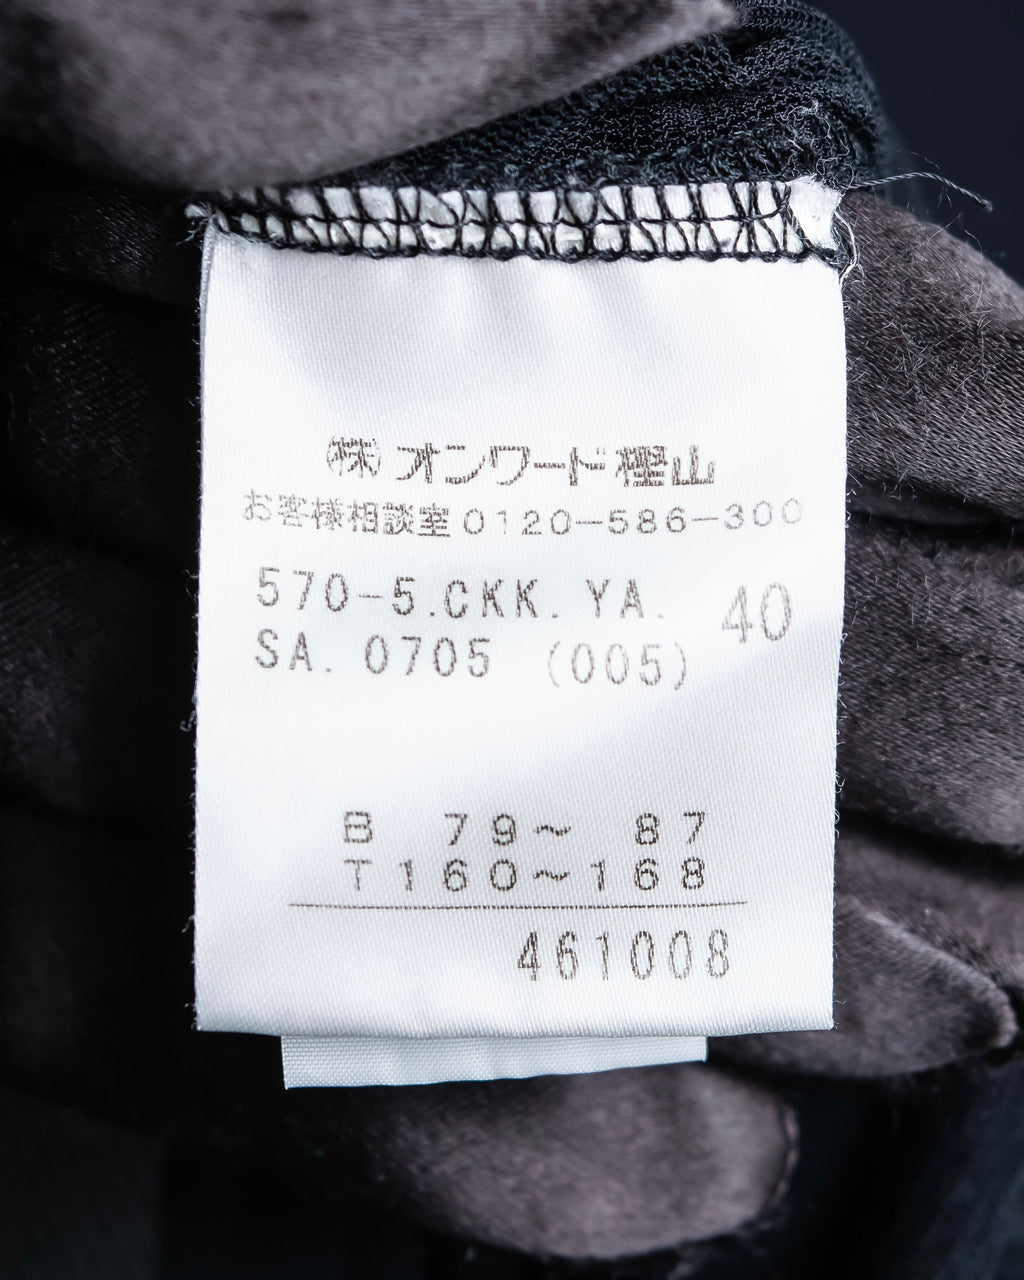 ㈱ オンワード樫山
お客様相談室0120-586-300
570-5.CKK. YA. 40
SA. 0705 (005)
B 79～ 87
T160～168
461008